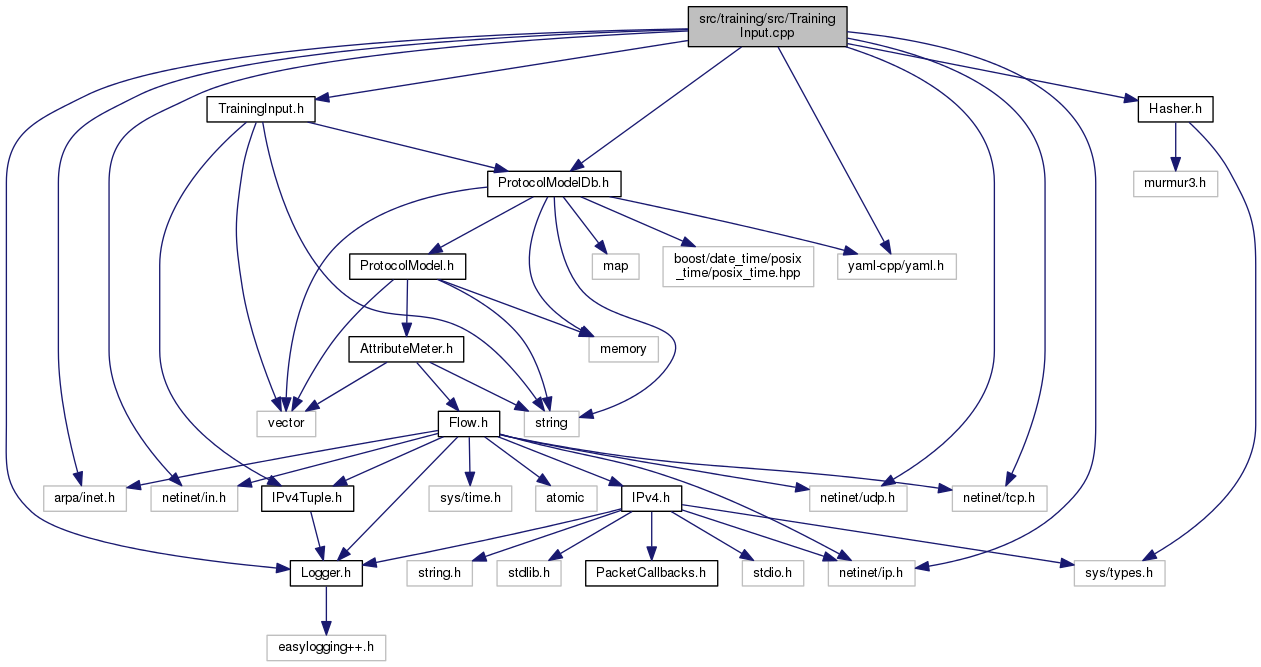 src/training/src/Training
Input.cpp
TrainingInput.h
Hasher.h
ProtocolModelDb.h
murmur3.h
ProtocolModel.h
map
boost/date_time/posix
_time/posix_time.hpp
yaml-cpp/yaml.h
AttributeMeter.h
memory
vector
Flow.h
string
arpa/inet.h
netinet/in.h
IPv4Tuple.h
sys/time.h
atomic
IPv4.h
netinet/udp.h
netinet/tcp.h
Logger.h
string.h
stdlib.h
PacketCallbacks.h
stdio.h
netinet/ip.h
sys/types.h
easylogging++.h